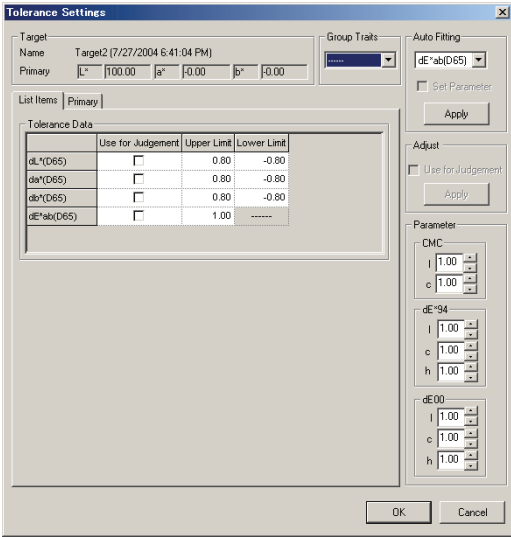 Tolerance Settings
Target
Name Target2 (7/27/2004 6:41:04 PM)
Primary L* 100.00 a* -0.00 b* -0.00
Group Traits
-----
Auto Fitting
dE*ab(D65)
Set Parameter
Apply
List Items Primary
Tolerance Data
Use for Judgement Upper Limit Lower Limit
dL*(D65) 0.80 -0.80
da*(D65) 0.80 -0.80
db*(D65) 0.80 -0.80
dE*ab(D65) 1.00 ------
Adjust
Use for Judgement
Apply
Parameter
CMC
l 1.00
c 1.00
dE*94
l 1.00
c 1.00
h 1.00
dE00
l 1.00
c 1.00
h 1.00
OK Cancel